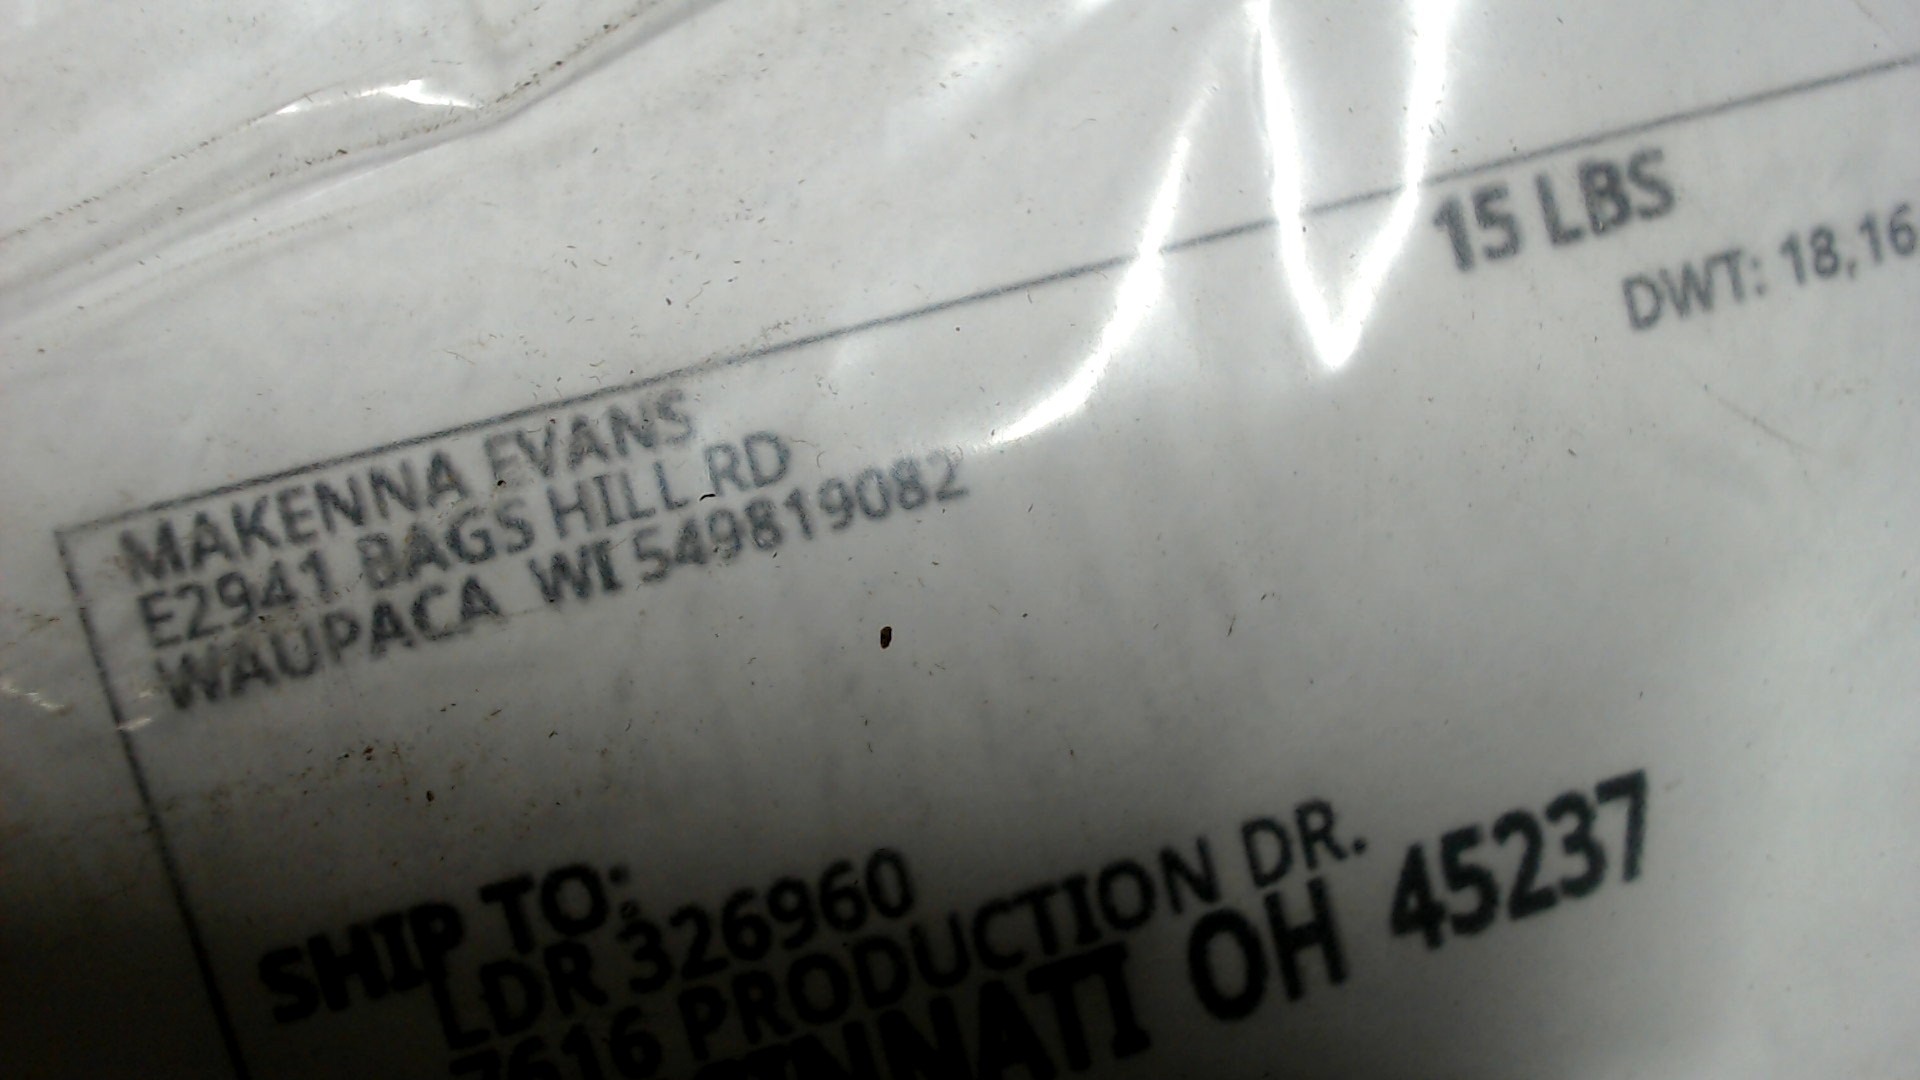 15 LBS
DWT: 18,16,
MAKENNA EVANS
E2941 BAGS HILL RD
WAUPACA WI 549819082
SHIP TO:
LDR 326960
7616 PRODUCTION DR.
CINNATI OH 45237